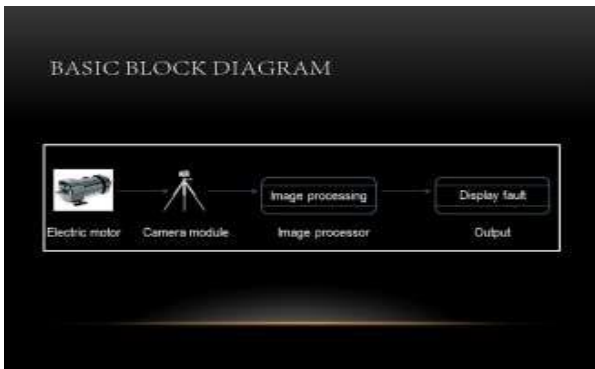 BASIC BLOCK DIAGRAM
Image processing
Display fault
Electric motor
Camera module
Image processor
Output